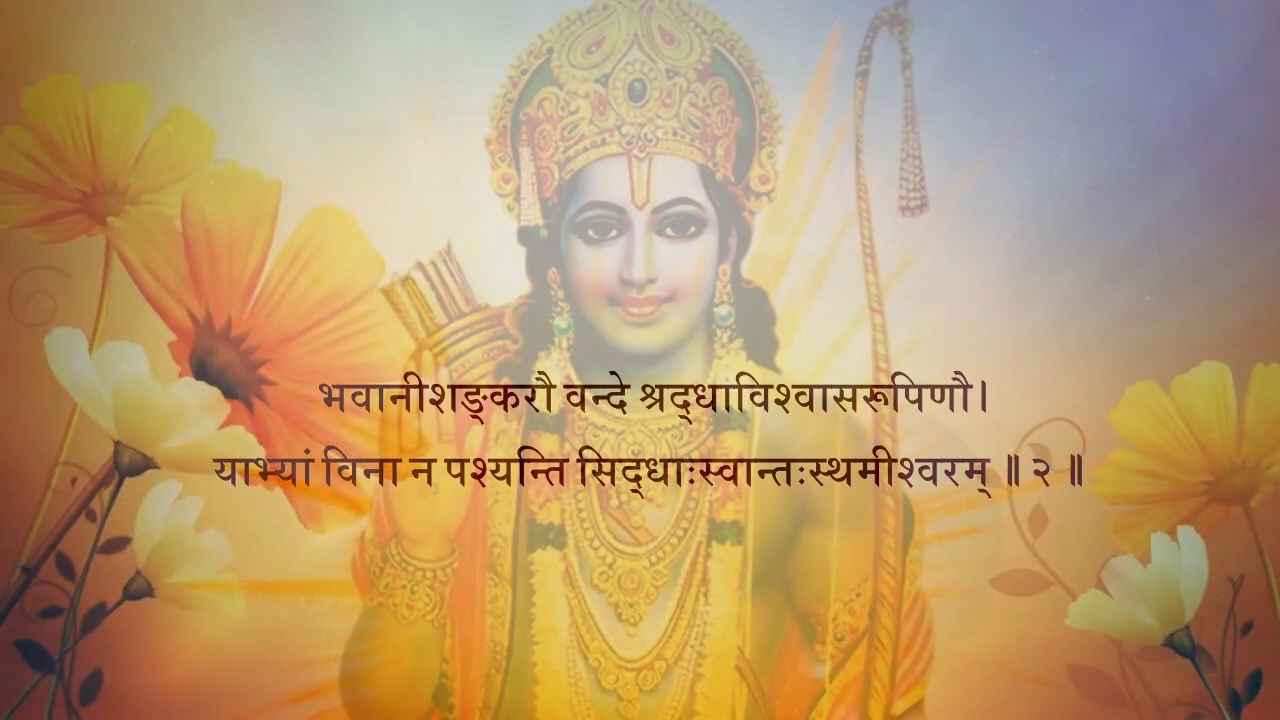 भवानीशङ्करौ वन्दे श्रद्धाविश्वासरूपिणौ।
याभ्यां विना न पश्यन्ति सिद्धाःस्वान्तःस्थमीश्वरम् ॥ २ ॥